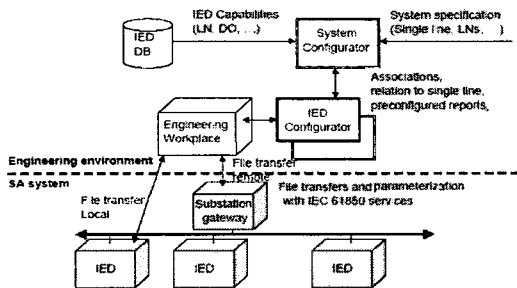 IED Capabilities
(LN, DO, ...)
System specification
(Single line, LNs, ...)
IED
DB
System
Configurator
Associations,
relation to single line,
preconfigured reports,
IED
Configurator
Engineering
Workplace
Engineering environment
File transfer
remote
SA system
File transfer
Local
Substation
gateway
File transfers and parameterization
with IEC 61850 services
IED
IED
IED